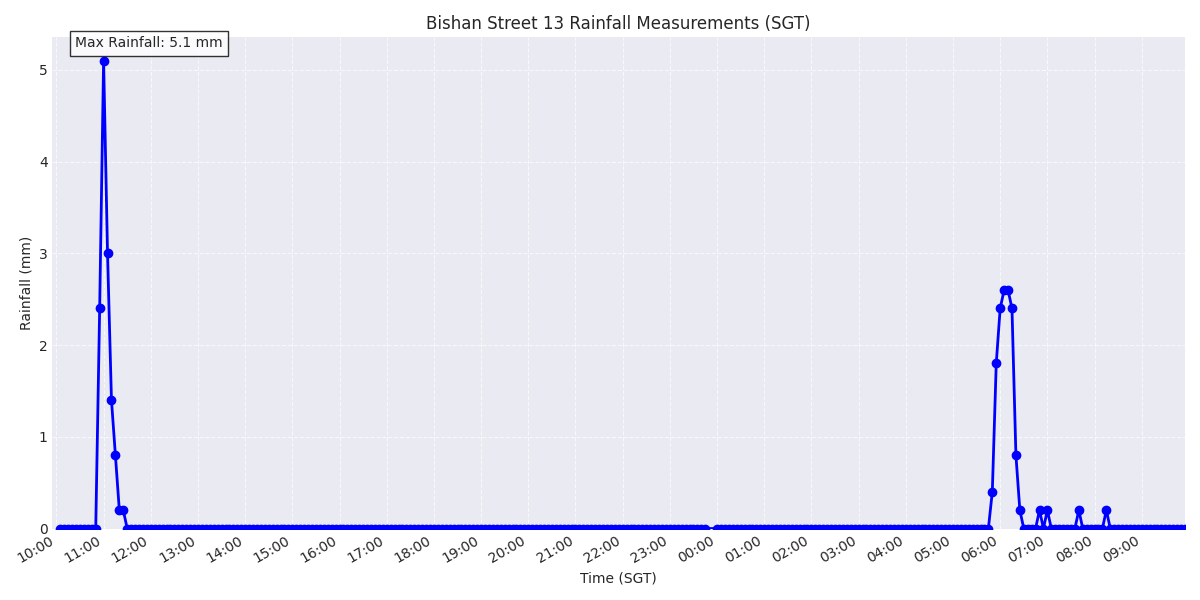 Bishan Street 13 Rainfall Measurements (SGT)
Max Rainfall: 5.1 mm
Rainfall (mm)
5
4
3
2
1
0
10:00 11:00 12:00 13:00 14:00 15:00 16:00 17:00 18:00 19:00 20:00 21:00 22:00 23:00 00:00 01:00 02:00 03:00 04:00 05:00 06:00 07:00 08:00 09:00
Time (SGT)